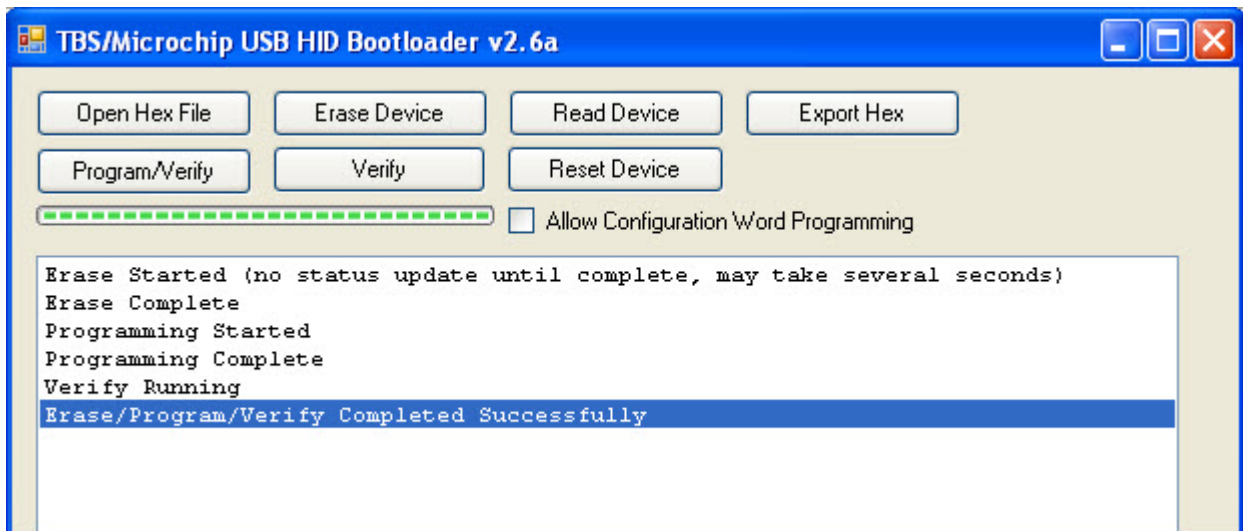 TBS/Microchip USB HID Bootloader v2.6a
Open Hex File Erase Device Read Device Export Hex
Program/Verify Verify Reset Device
Allow Configuration Word Programming
Erase Started (no status update until complete, may take several seconds)
Erase Complete
Programming Started
Programming Complete
Verify Running
Erase/Program/Verify Completed Successfully